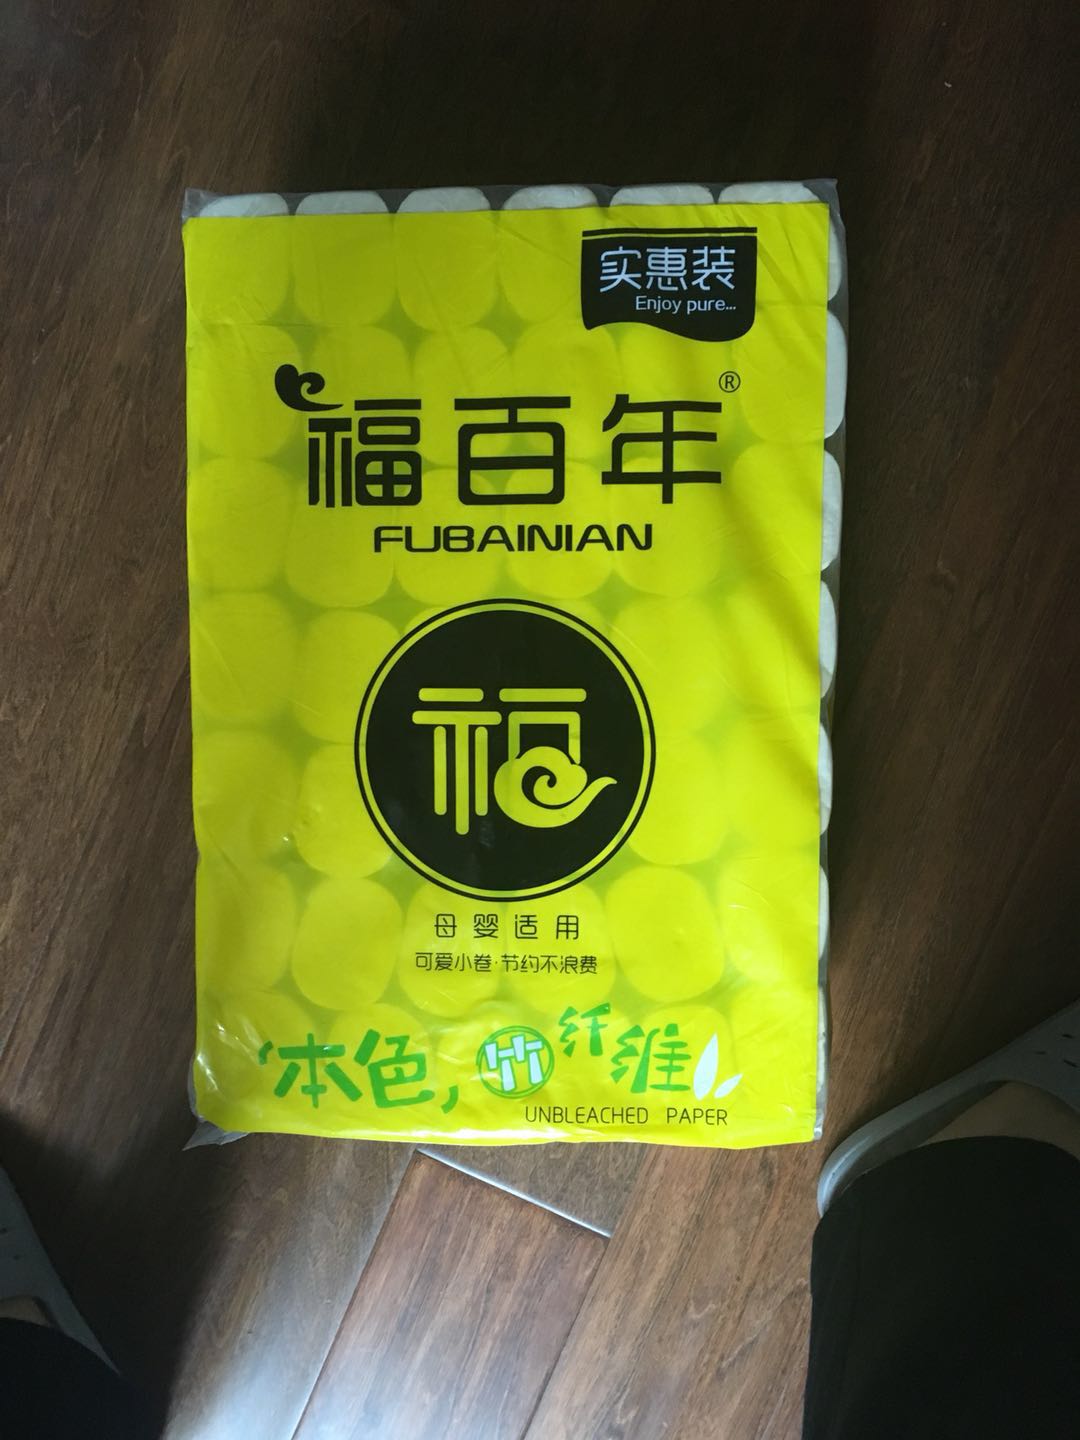 实惠装
Enjoy pure...
福百年®
FUBAINIAN
福
母婴适用
可爱小卷·节约不浪费
本色,竹纤维
UNBLEACHED PAPER